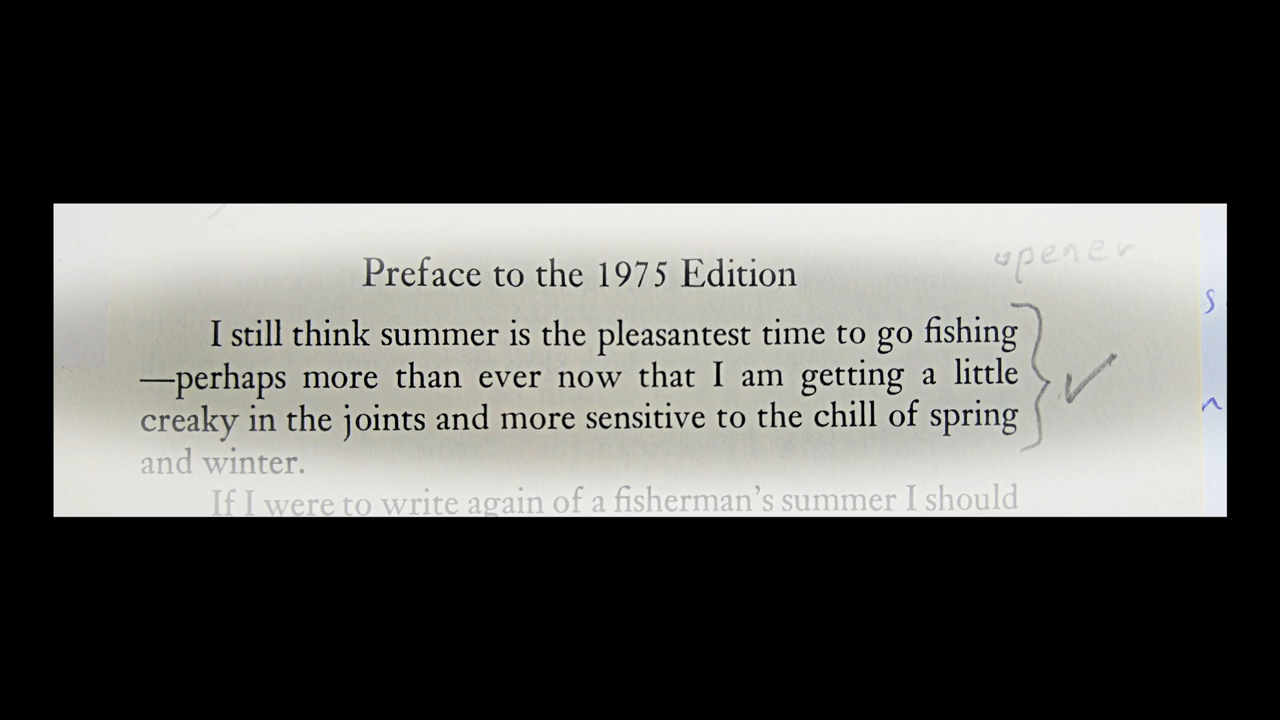 opener
Preface to the 1975 Edition
I still think summer is the pleasantest time to go fishing
—perhaps more than ever now that I am getting a little
creaky in the joints and more sensitive to the chill of spring
and winter.
If I were to write again of a fisherman's summer I should